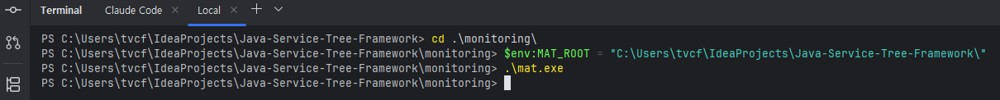 Terminal Claude Code × Local ×
PS C:\Users\tvcf\IdeaProjects\Java-Service-Tree-Framework> cd .\monitoring\
PS C:\Users\tvcf\IdeaProjects\Java-Service-Tree-Framework\monitoring> $env:MAT_ROOT = "C:\Users\tvcf\IdeaProjects\Java-Service-Tree-Framework\"
PS C:\Users\tvcf\IdeaProjects\Java-Service-Tree-Framework\monitoring> .\mat.exe
PS C:\Users\tvcf\IdeaProjects\Java-Service-Tree-Framework\monitoring>